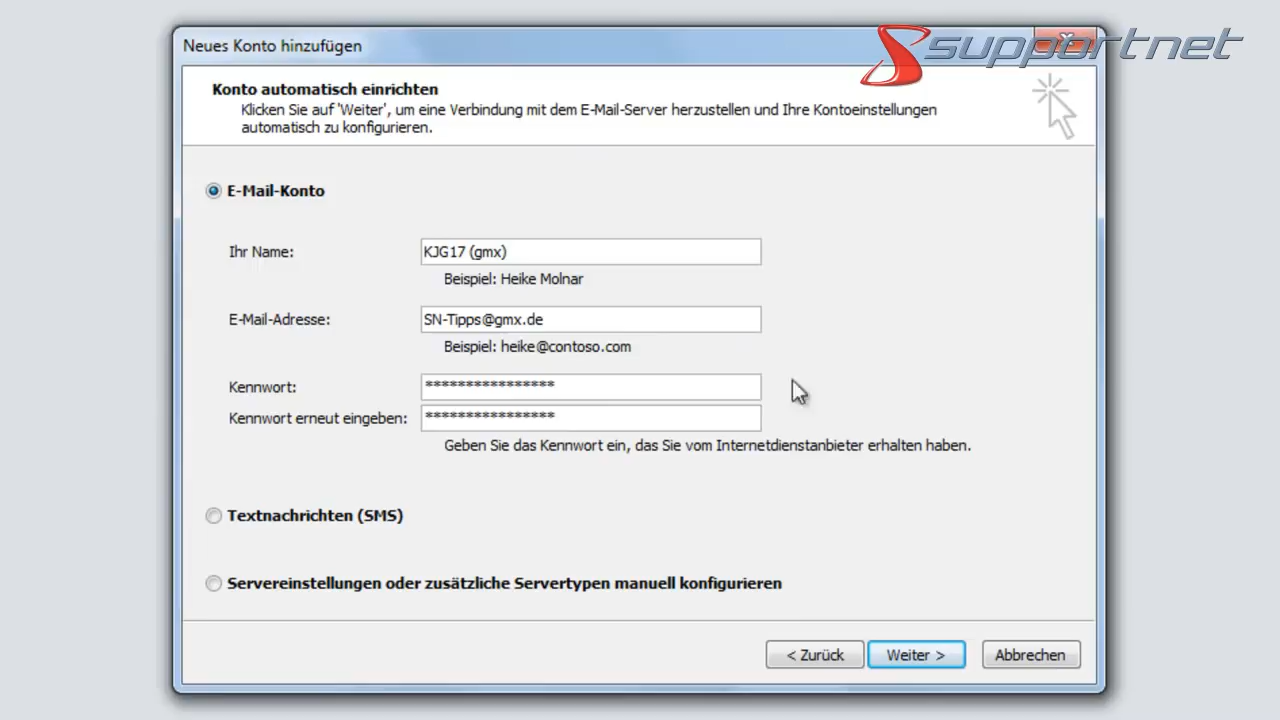 Neues Konto hinzufügen
supportnet
Konto automatisch einrichten
Klicken Sie auf 'Weiter', um eine Verbindung mit dem E-Mail-Server herzustellen und Ihre Kontoeinstellungen
automatisch zu konfigurieren.
E-Mail-Konto
Ihr Name: KJG17 (gmx)
Beispiel: Heike Molnar
E-Mail-Adresse: SN-Tipps@gmx.de
Beispiel: heike@contoso.com
Kennwort: ****************
Kennwort erneut eingeben: ****************
Geben Sie das Kennwort ein, das Sie vom Internetdienstanbieter erhalten haben.
Textnachrichten (SMS)
Servereinstellungen oder zusätzliche Servertypen manuell konfigurieren
< Zurück Weiter > Abbrechen